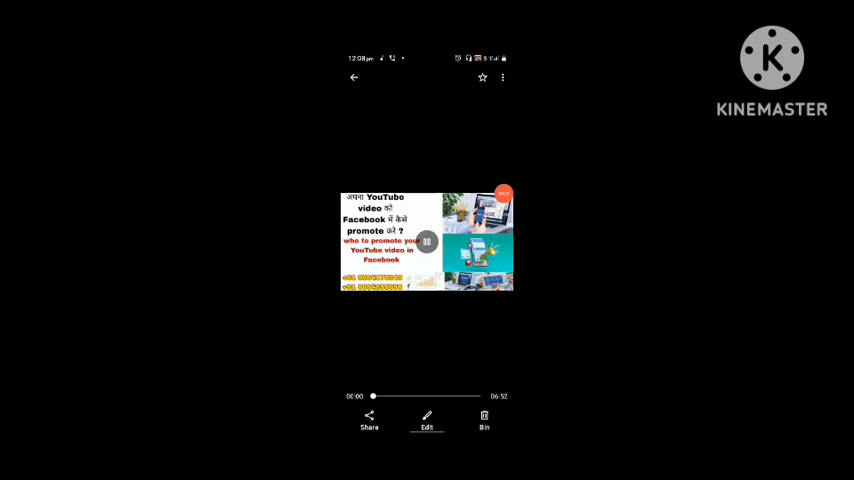 12:08 pm
KINEMASTER
अपना YouTube
video को
Facebook में कैसे
promote करे ?
whe to promote your
YouTube video in
Facebook
00:00
06:52
Share
Edit
Bin